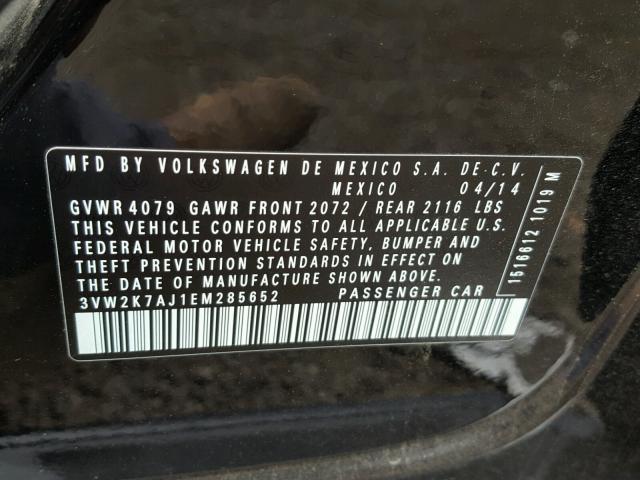 MFD BY VOLKSWAGEN DE MEXICO S.A. DE C.V.
MEXICO 04/14
GVWR 4079 GAWR FRONT 2072 / REAR 2116 LBS
THIS VEHICLE CONFORMS TO ALL APPLICABLE U.S.
FEDERAL MOTOR VEHICLE SAFETY, BUMPER AND
THEFT PREVENTION STANDARDS IN EFFECT ON
THE DATE OF MANUFACTURE SHOWN ABOVE.
3VW2K7AJ1EM285652 PASSENGER CAR
1516612 1019 M